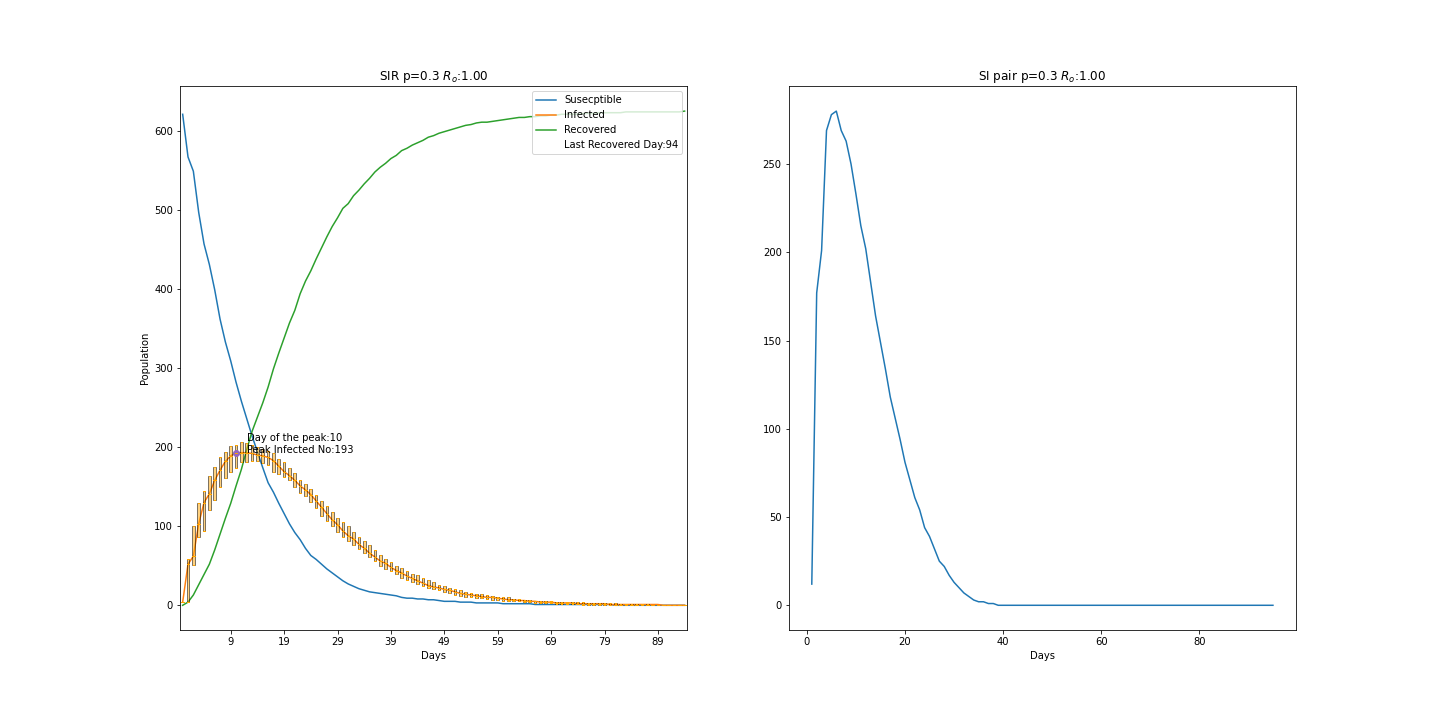 SIR p=0.3 Rₒ:1.00
Susecptible
Infected
Recovered
Last Recovered Day:94
600
500
400
300
200
100
0
Population
Day of the peak:10
Peak Infected No:193
9 19 29 39 49 59 69 79 89
Days
SI pair p=0.3 Rₒ:1.00
250
200
150
100
50
0
0 20 40 60 80
Days